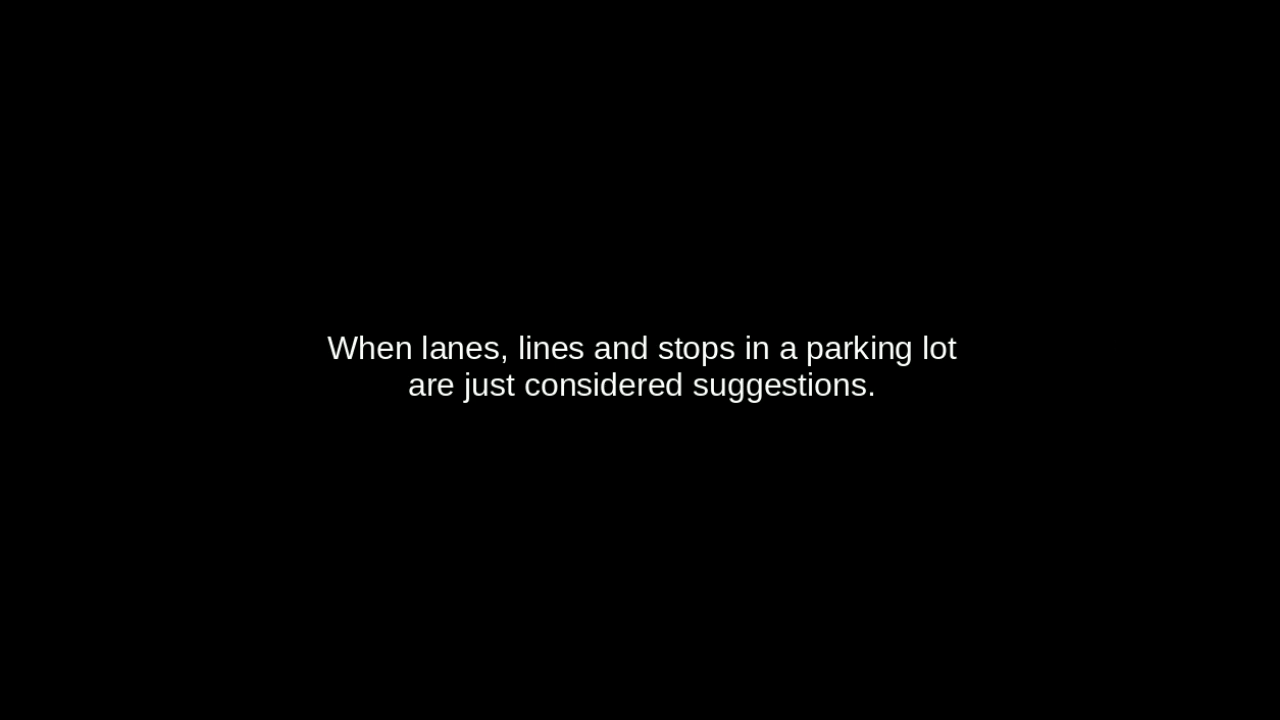 When lanes, lines and stops in a parking lot
are just considered suggestions.